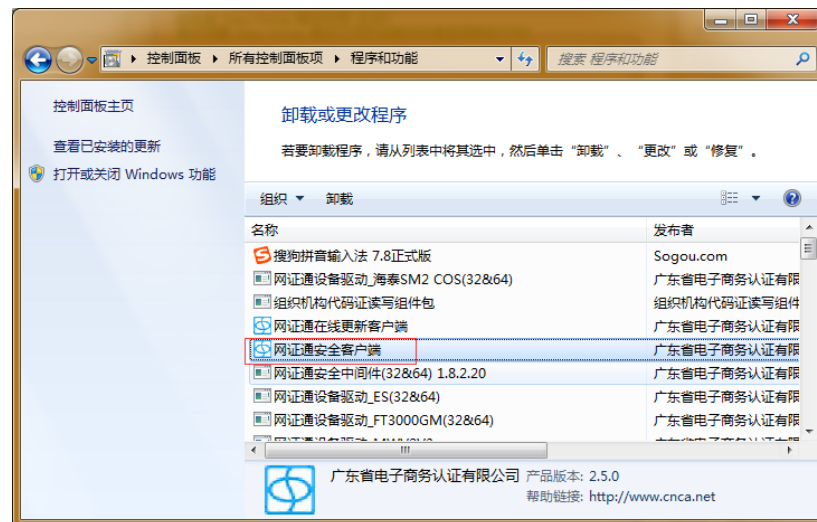 控制面板 ▸ 所有控制面板项 ▸ 程序和功能
搜索 程序和功能
控制面板主页
查看已安装的更新
打开或关闭 Windows 功能
卸载或更改程序
若要卸载程序，请从列表中将其选中，然后单击“卸载”、“更改”或“修复”。
组织 卸载
名称 发布者
搜狗拼音输入法 7.8正式版 Sogou.com
网证通设备驱动_海泰SM2 COS(32&64) 广东省电子商务认证有限
组织机构代码证读写组件包 组织机构代码证读写组件
网证通在线更新客户端 广东省电子商务认证有限
网证通安全客户端 广东省电子商务认证有限
网证通安全中间件(32&64) 1.8.2.20 广东省电子商务认证有限
网证通设备驱动_ES(32&64) 广东省电子商务认证有限
网证通设备驱动_FT3000GM(32&64) 广东省电子商务认证有限
广东省电子商务认证有限公司 产品版本: 2.5.0
帮助链接: http://www.cnca.net